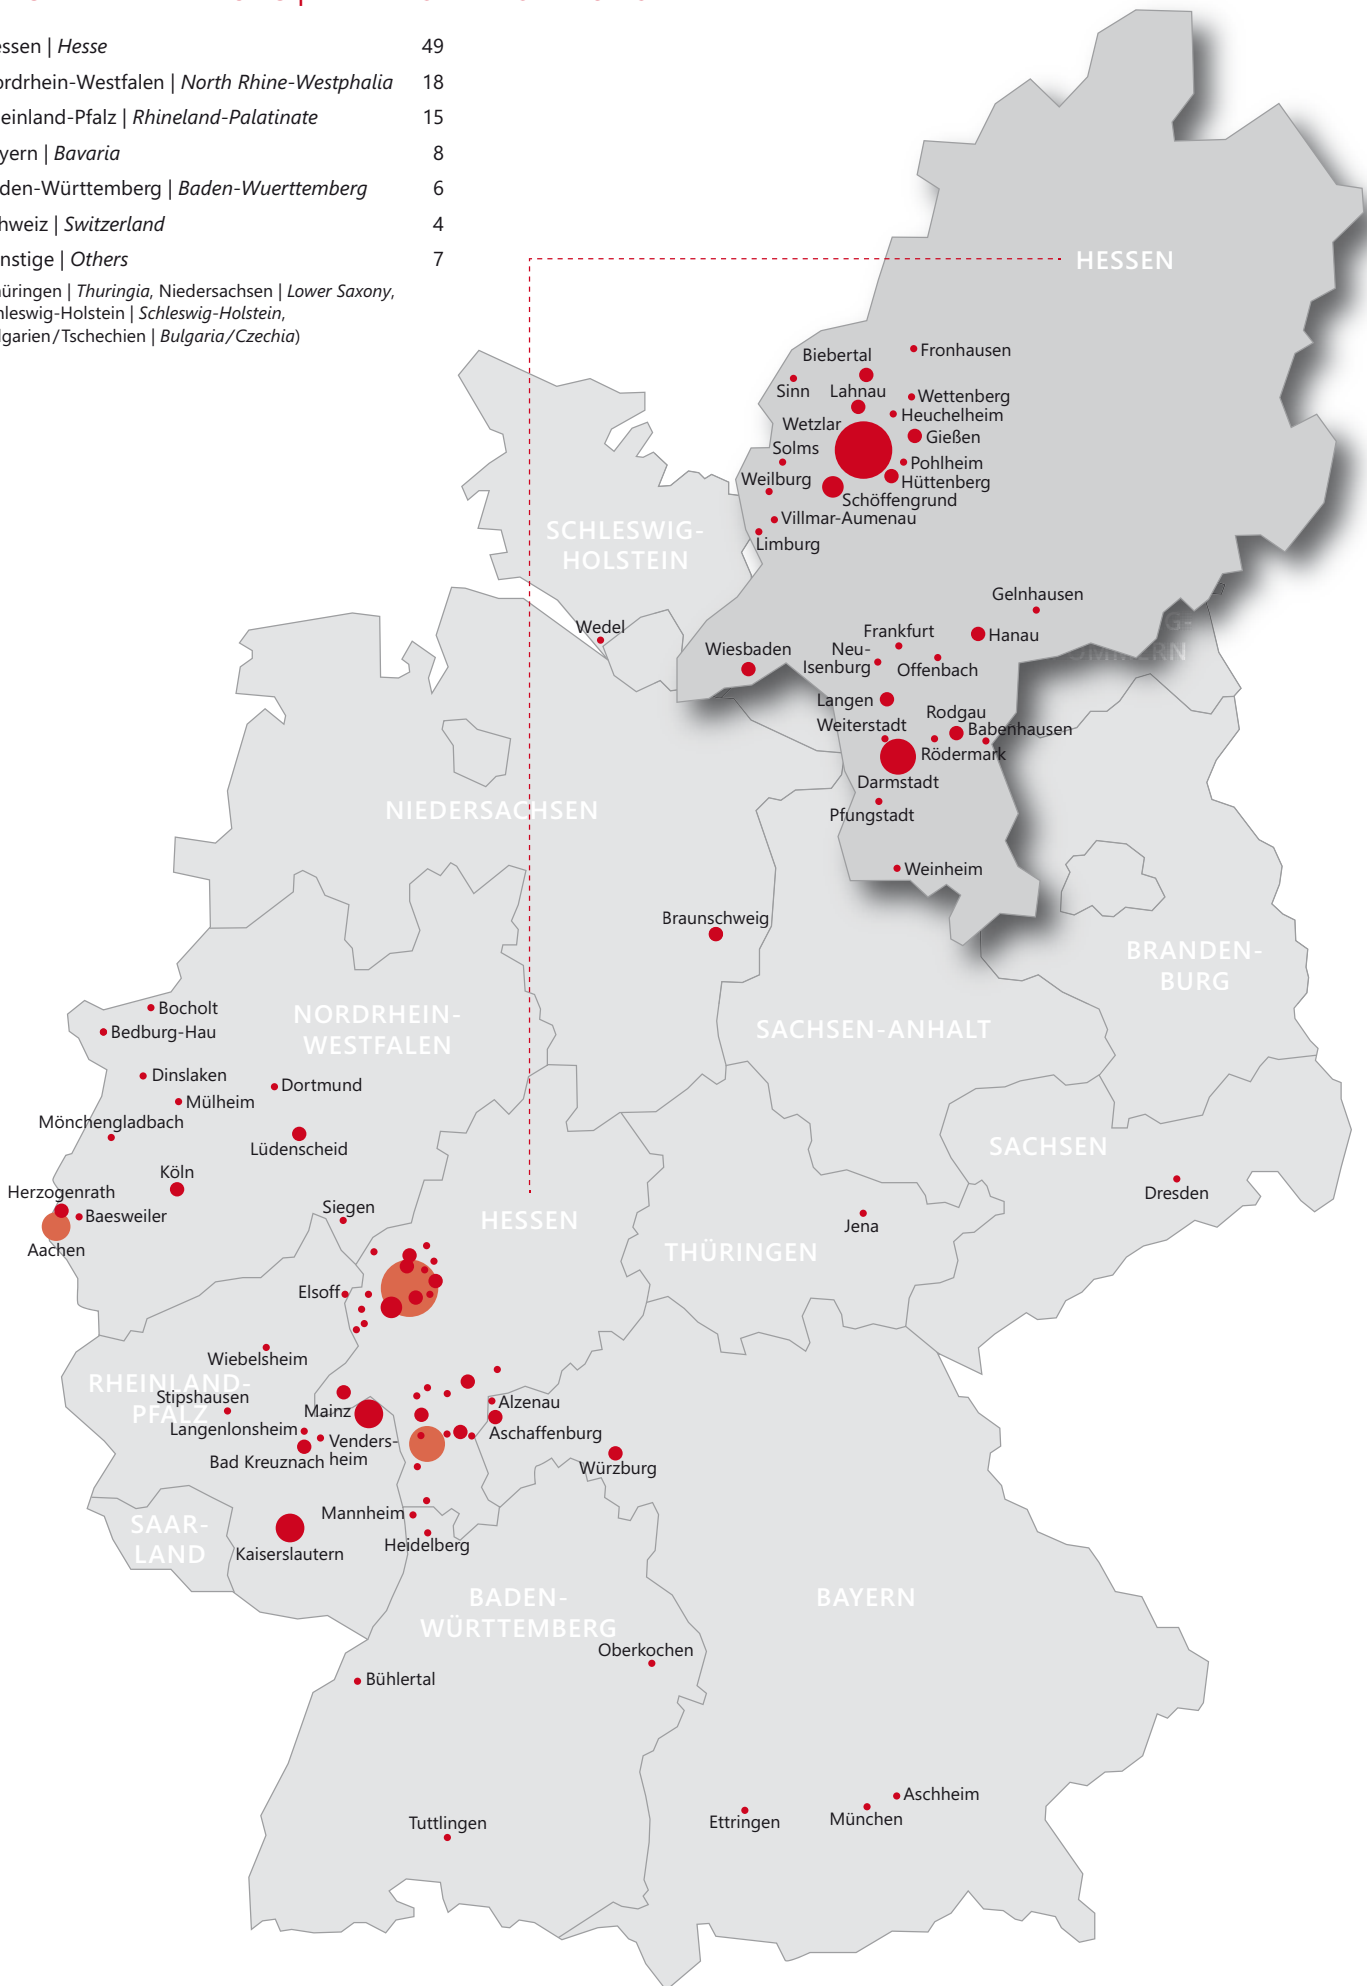 essen | Hesse 49
ordrhein-Westfalen | North Rhine-Westphalia 18
einland-Pfalz | Rhineland-Palatinate 15
yern | Bavaria 8
den-Württemberg | Baden-Wuerttemberg 6
hweiz | Switzerland 4
nstige | Others 7
üringen | Thuringia, Niedersachsen | Lower Saxony,
hleswig-Holstein | Schleswig-Holstein,
lgarien/Tschechien | Bulgaria/Czechia)
HESSEN
Fronhausen
Biebertal
Sinn
Lahnau
Wettenberg
Heuchelheim
Wetzlar
Gießen
Solms
Pohlheim
Weilburg
Hüttenberg
Schöffengrund
Villmar-Aumenau
Limburg
SCHLESWIG-
HOLSTEIN
Gelnhausen
Wedel
Frankfurt
Hanau
Wiesbaden
Neu-
Isenburg
Offenbach
Langen
Rodgau
Weiterstadt
Babenhausen
Rödermark
Darmstadt
Pfungstadt
NIEDERSACHSEN
Weinheim
Braunschweig
BRANDEN-
BURG
Bocholt
Bedburg-Hau
NORDRHEIN-
WESTFALEN
SACHSEN-ANHALT
Dinslaken
Dortmund
Mülheim
Mönchengladbach
Lüdenscheid
SACHSEN
Köln
Herzogenrath
Baesweiler
Aachen
Siegen
HESSEN
Dresden
Jena
THÜRINGEN
Elsoff
Wiebelsheim
RHEINLAND-
PFALZ
Stipshausen
Mainz
Alzenau
Langenlonsheim
Venders-
heim
Aschaffenburg
Bad Kreuznach
Würzburg
Mannheim
SAAR-
LAND
Heidelberg
Kaiserslautern
BADEN-
WÜRTTEMBERG
BAYERN
Oberkochen
Bühlertal
Aschheim
Ettringen
München
Tuttlingen